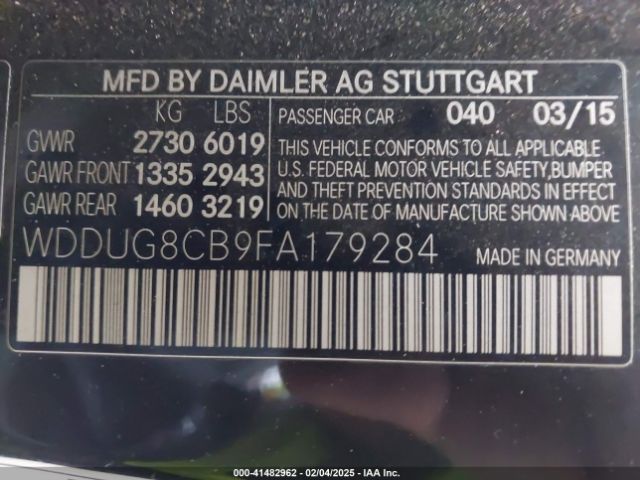 MFD BY DAIMLER AG STUTTGART
KG LBS
GVWR 2730 6019
GAWR FRONT 1335 2943
GAWR REAR 1460 3219
PASSENGER CAR 040 03/15
THIS VEHICLE CONFORMS TO ALL APPLICABLE
U.S. FEDERAL MOTOR VEHICLE SAFETY,BUMPER
AND THEFT PREVENTION STANDARDS IN EFFECT
ON THE DATE OF MANUFACTURE SHOWN ABOVE
WDDUG8CB9FA179284
MADE IN GERMANY
000-41482962 - 02/04/2025 - IAA Inc.